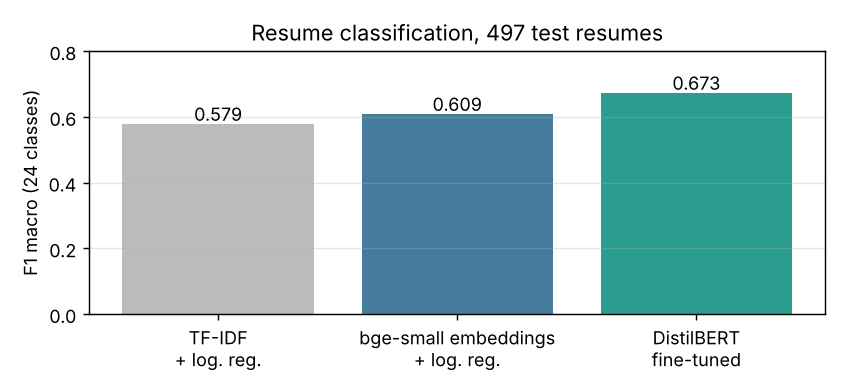 Resume classification, 497 test resumes
F1 macro (24 classes)
0.8
0.6
0.4
0.2
0.0
0.579
0.609
0.673
TF-IDF
+ log. reg.
bge-small embeddings
+ log. reg.
DistilBERT
fine-tuned